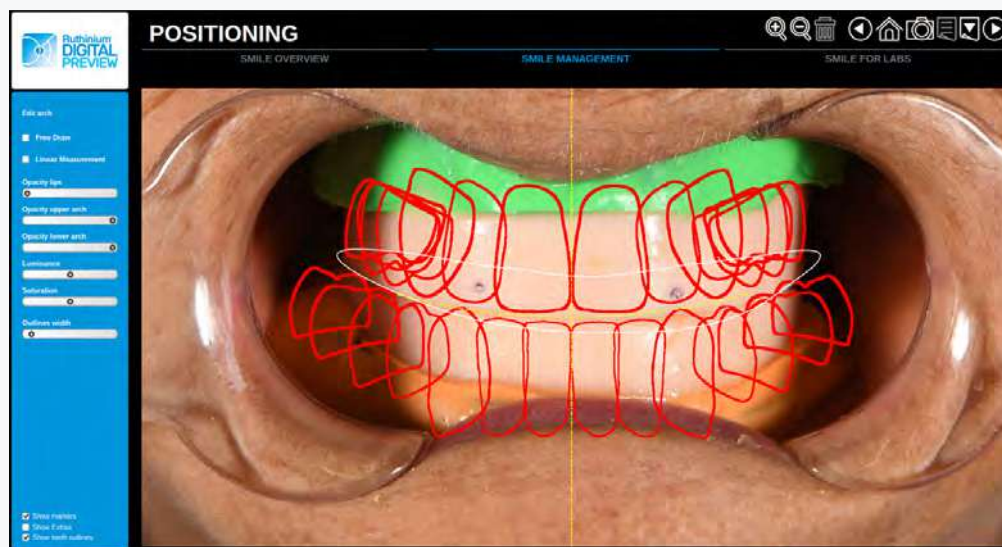 Ruthinium
DIGITAL
PREVIEW
POSITIONING
SMILE OVERVIEW
SMILE MANAGEMENT
SMILE FOR LABS
Edit arch
Free Draw
Linear Measurement
Opacity lips
Opacity upper arch
Opacity lower arch
Luminance
Saturation
Outlines width
Show markers
Show Extras
Show teeth outlines